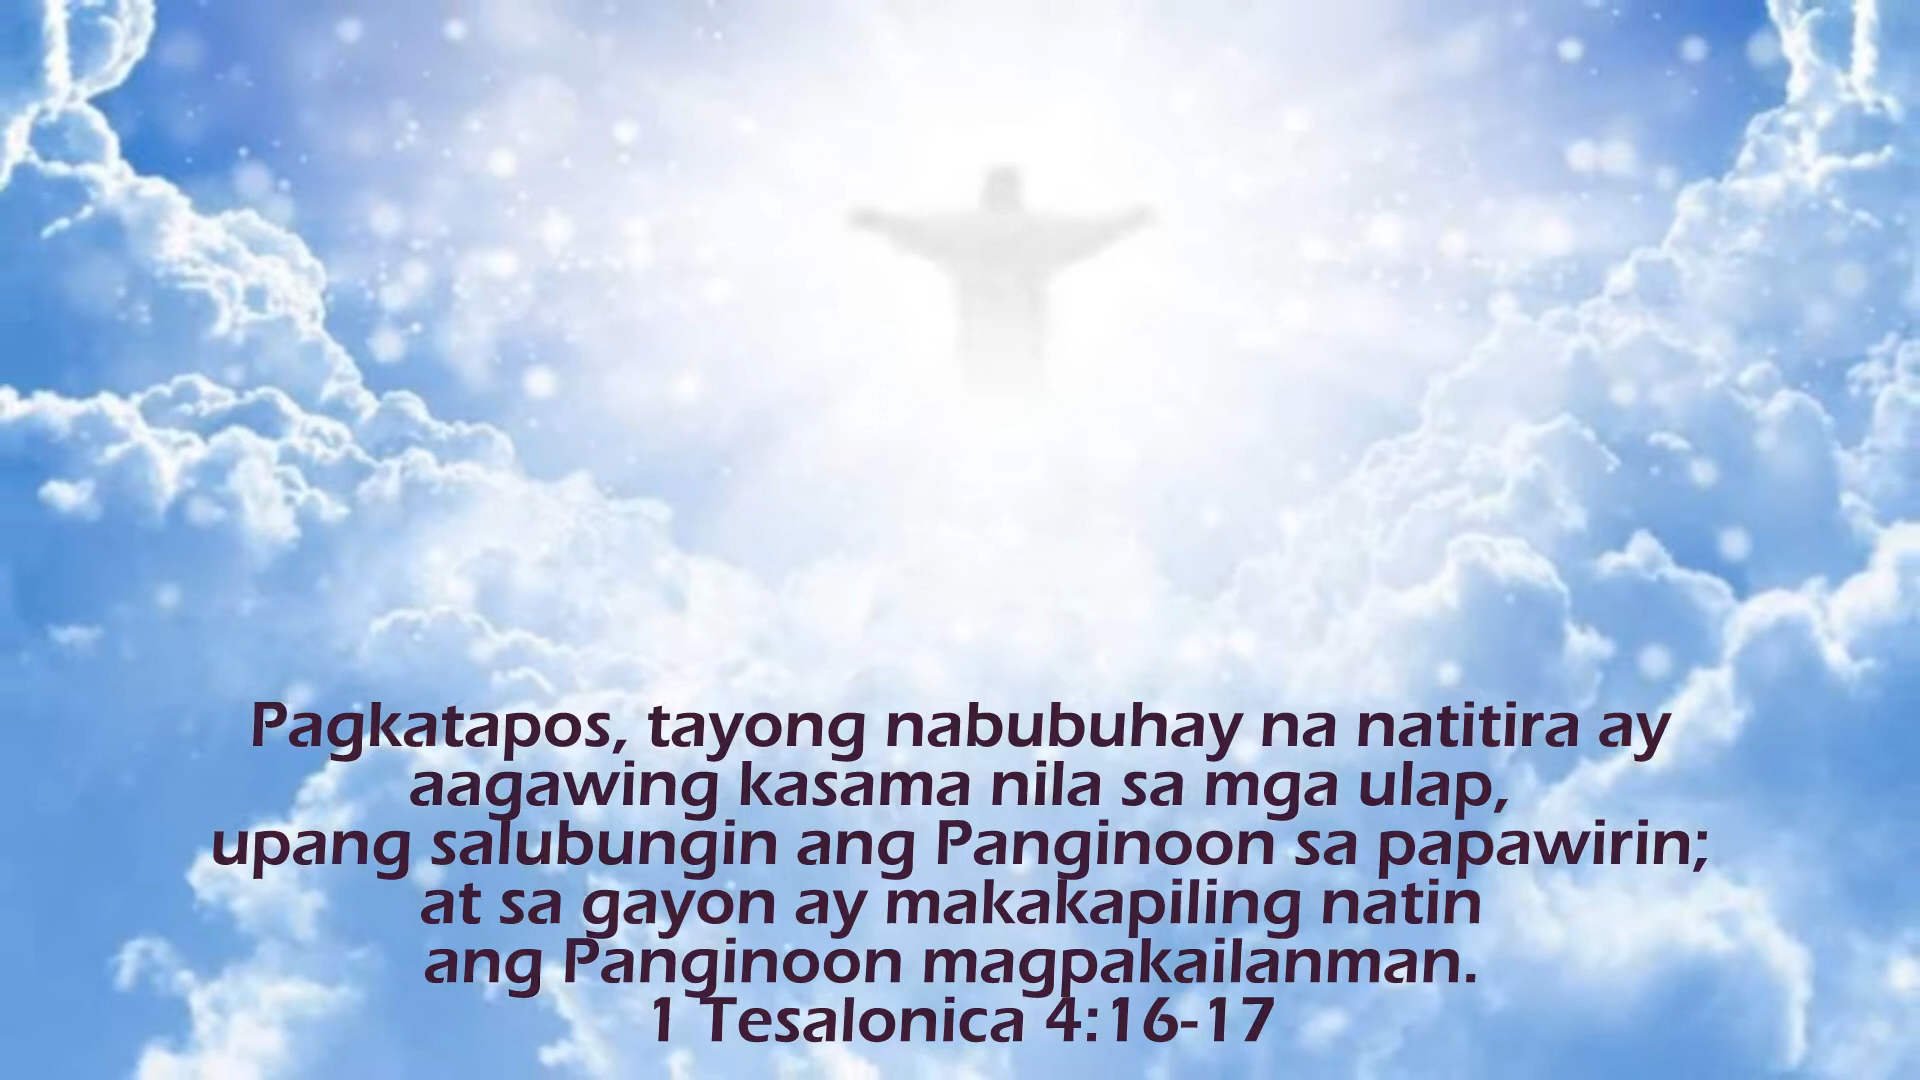 Pagkatapos, tayong nabubuhay na natitira ay
aagawing kasama nila sa mga ulap,
upang salubungin ang Panginoon sa papawirin;
at sa gayon ay makakapiling natin
ang Panginoon magpakailanman.
1 Tesalonica 4:16-17